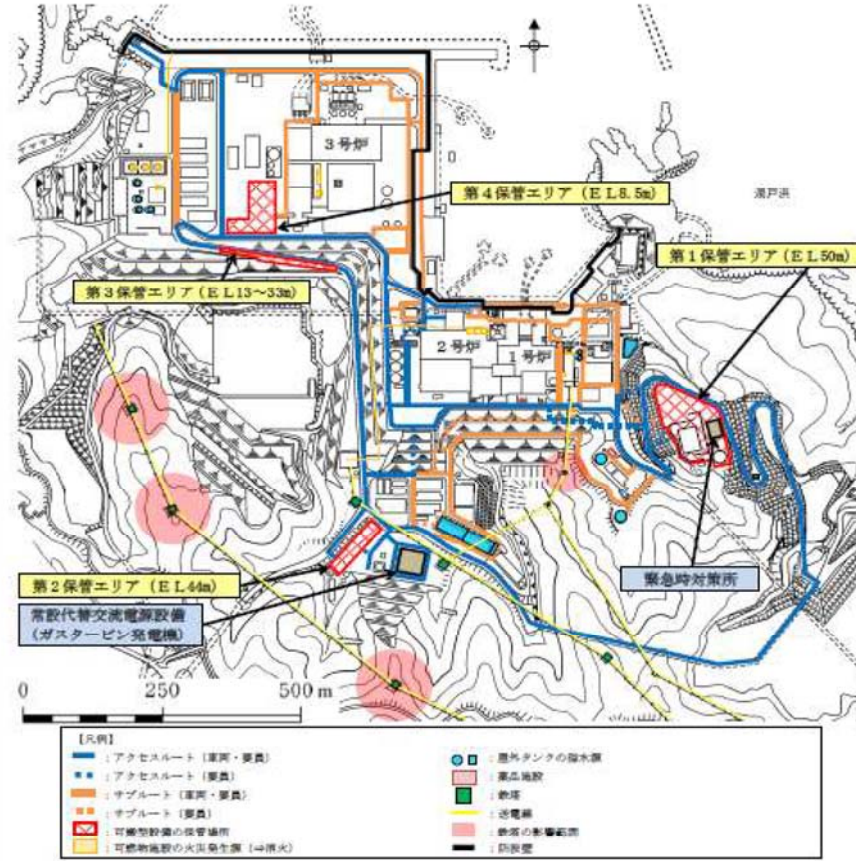 3号炉
第4保管エリア (EL8.5m)
第1保管エリア (EL50m)
第3保管エリア (EL13～33m)
2号炉
1号炉
第2保管エリア (EL44m)
常設代替交流電源設備
(ガスタービン発電機)
緊急時対策所
0 250 500 m
【凡例】
：アクセスルート (車両・要員)
：アクセスルート (要員)
：サブルート (車両・要員)
：サブルート (要員)
：可搬型設備の保管場所
：可燃物施設の火災発生源 (⇒消火)
：屋外タンクの溢水源
：薬品施設
：鉄塔
：送電線
：鉄塔の影響範囲
：防波壁